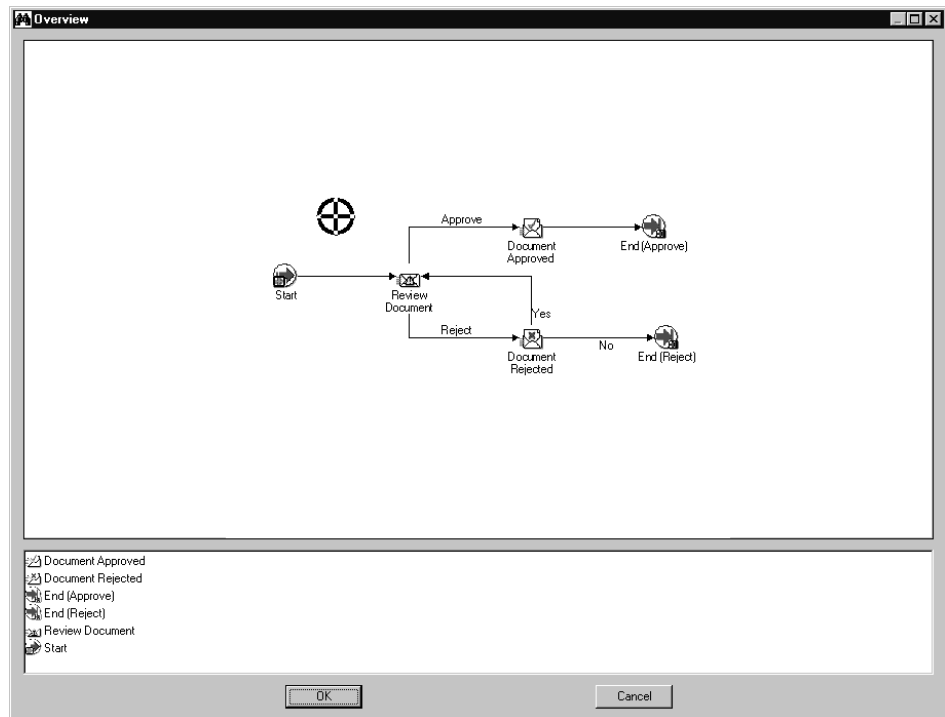 Overview
Approve
Document
Approved
End (Approve)
Start
Review
Document
Yes
Reject
Document
Rejected
No
End (Reject)
Document Approved
Document Rejected
End (Approve)
End (Reject)
Review Document
Start
OK
Cancel